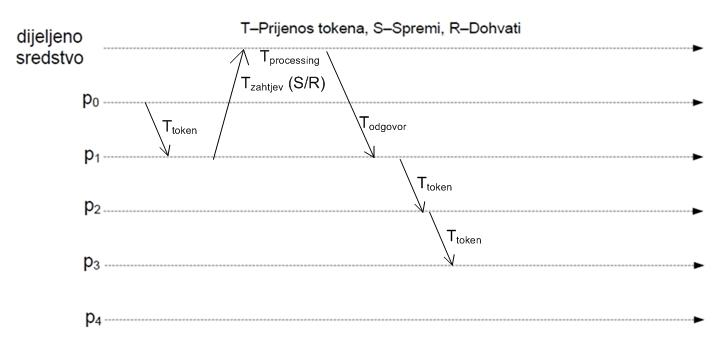 T–Prijenos tokena, S–Spremi, R–Dohvati
dijeljeno
sredstvo
Tprocessing
Tzahtjev (S/R)
p0
Ttoken
Todgovor
p1
Ttoken
p2
Ttoken
p3
p4